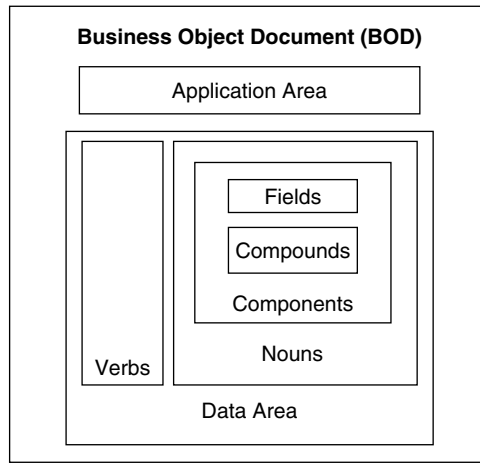 Business Object Document (BOD)
Application Area
Fields
Compounds
Components
Nouns
Verbs
Data Area